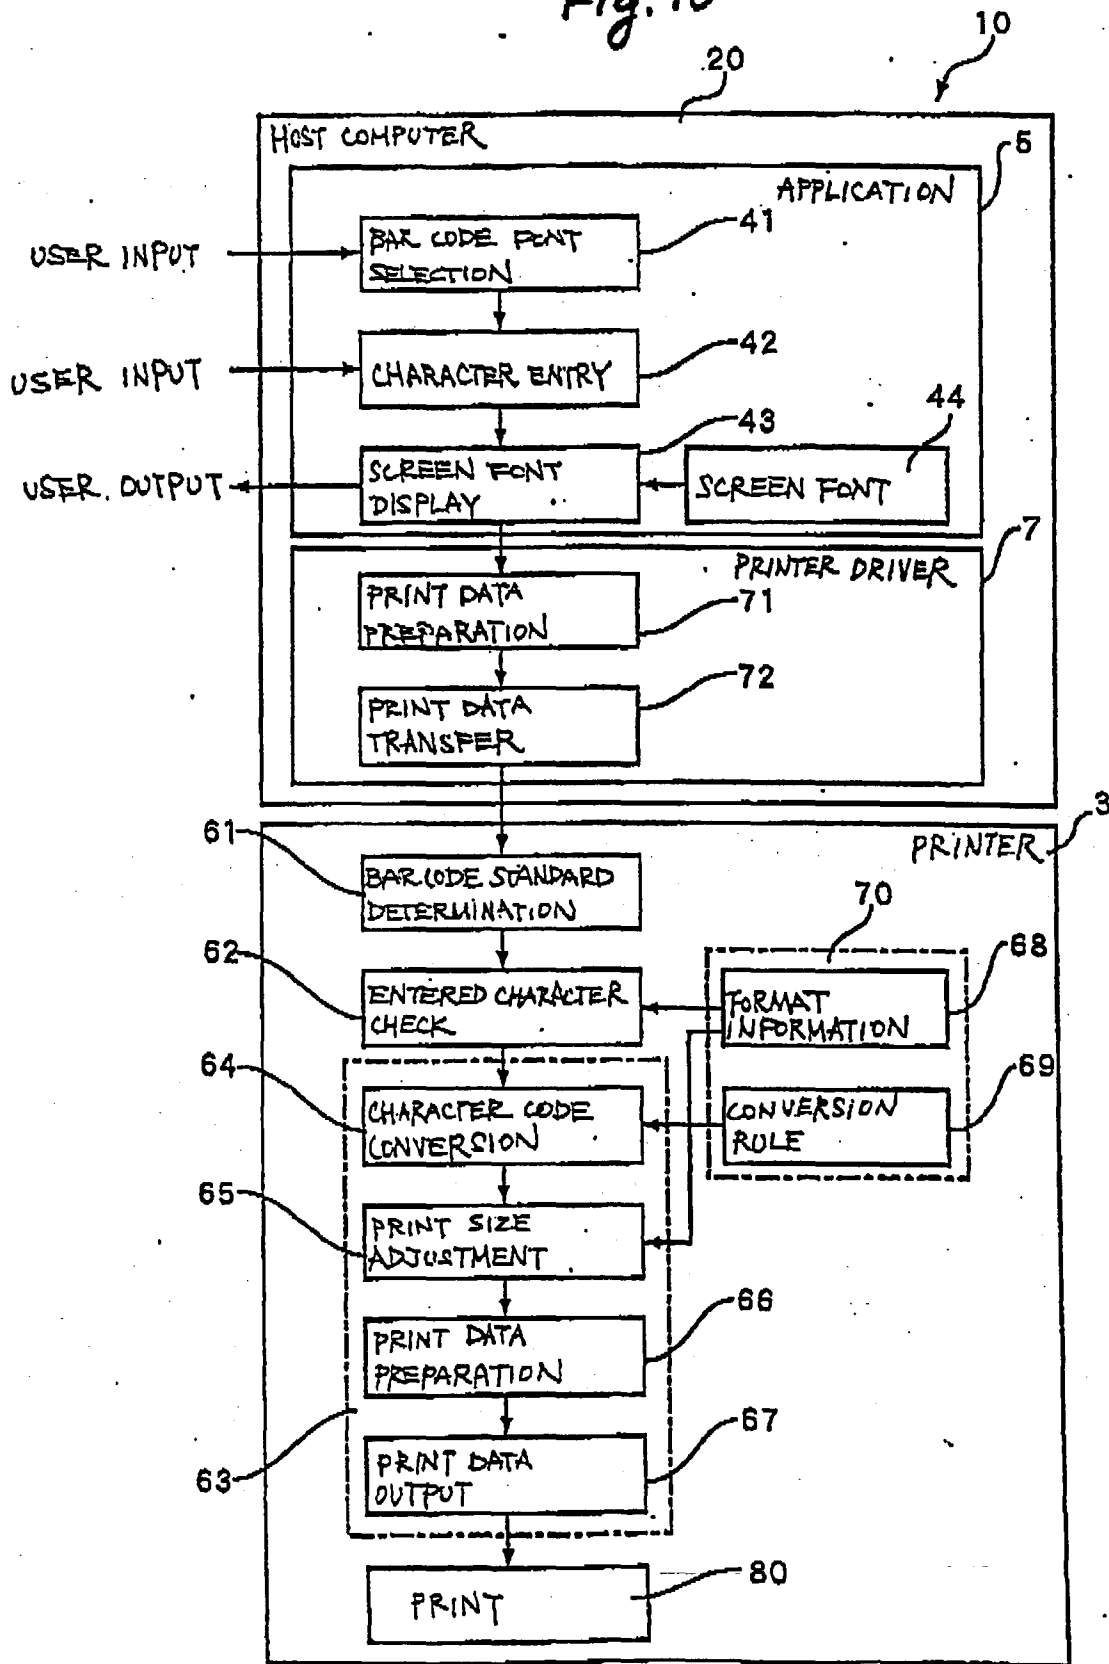 Fig. 10
10
20
HOST COMPUTER
5
APPLICATION
41
BAR CODE FONT
SELECTION
USER INPUT
42
USER INPUT
CHARACTER ENTRY
43
44
SCREEN FONT
DISPLAY
SCREEN FONT
USER OUTPUT
7
PRINTER DRIVER
PRINT DATA
PREPARATION
71
72
PRINT DATA
TRANSFER
3
61
PRINTER
BAR CODE STANDARD
DETERMINATION
70
62
68
ENTERED CHARACTER
CHECK
FORMAT
INFORMATION
64
69
CHARACTER CODE
CONVERSION
CONVERSION
RULE
65
PRINT SIZE
ADJUSTMENT
66
PRINT DATA
PREPARATION
67
63
PRINT DATA
OUTPUT
80
PRINT